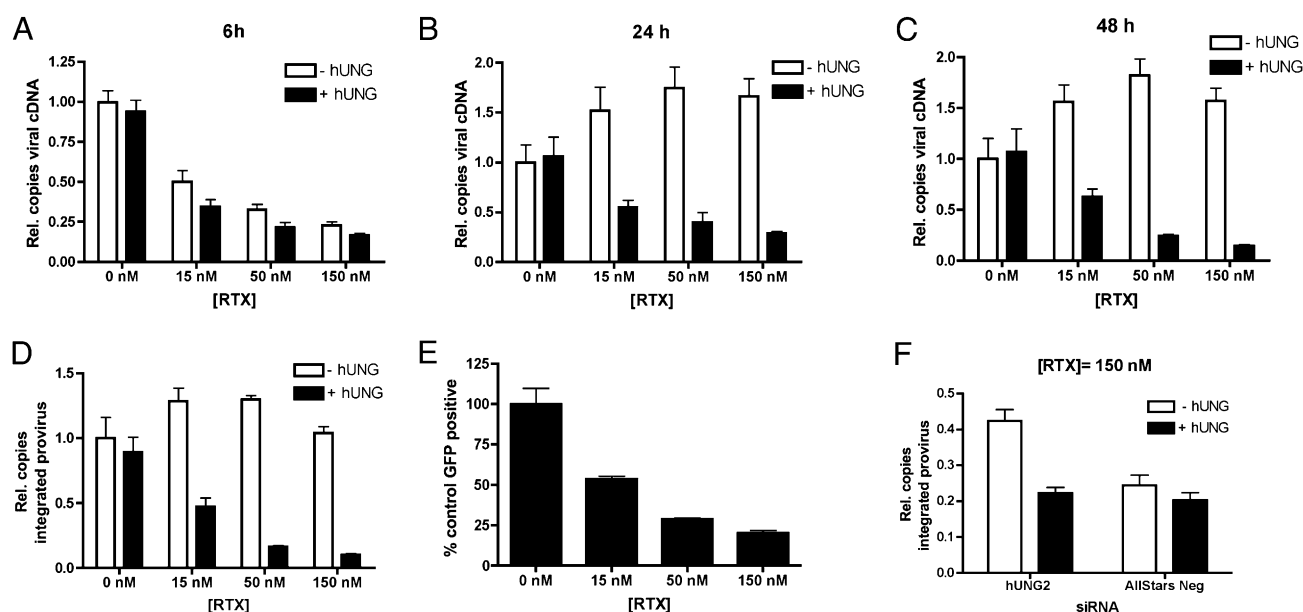 A
6h
Rel. copies viral cDNA
1.25
1.00
0.75
0.50
0.25
0.00
- hUNG
+ hUNG
0 nM 15 nM 50 nM 150 nM
[RTX]
B
24 h
Rel. copies viral cDNA
2.0
1.5
1.0
0.5
0.0
- hUNG
+ hUNG
0 nM 15 nM 50 nM 150 nM
[RTX]
C
48 h
Rel. copies viral cDNA
2.0
1.5
1.0
0.5
0.0
- hUNG
+ hUNG
0 nM 15 nM 50 nM 150 nM
[RTX]
D
Rel. copies
integrated provirus
1.5
1.0
0.5
0.0
- hUNG
+ hUNG
0 nM 15 nM 50 nM 150 nM
[RTX]
E
% control GFP positive
125
100
75
50
25
0
0 nM 15 nM 50 nM 150 nM
[RTX]
F
[RTX]= 150 nM
Rel. copies
integrated provirus
0.5
0.4
0.3
0.2
0.1
0.0
- hUNG
+ hUNG
hUNG2 AllStars Neg
siRNA